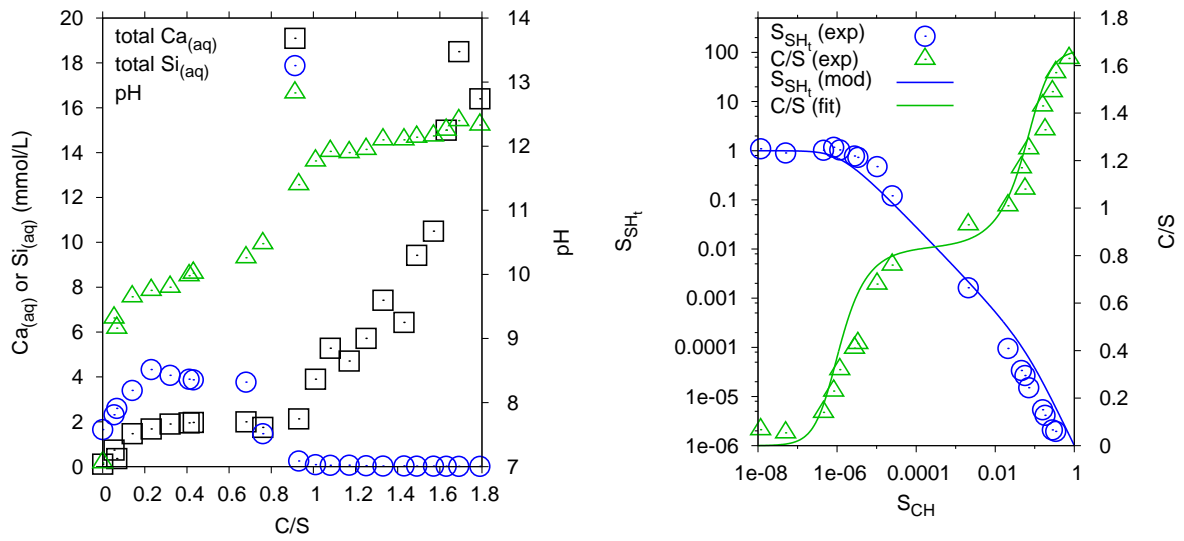 total Ca(aq)
total Si(aq)
pH
20
18
16
14
12
10
8
6
4
2
0
Ca(aq) or Si(aq) (mmol/L)
0 0.2 0.4 0.6 0.8 1 1.2 1.4 1.6 1.8
C/S
14
13
12
11
10
9
8
7
pH
SSHt (exp)
C/S (exp)
SSHt (mod)
C/S (fit)
100
10
1
0.1
0.01
0.001
0.0001
1e-05
1e-06
SSHt
1e-08 1e-06 0.0001 0.01 1
SCH
1.8
1.6
1.4
1.2
1
0.8
0.6
0.4
0.2
0
C/S